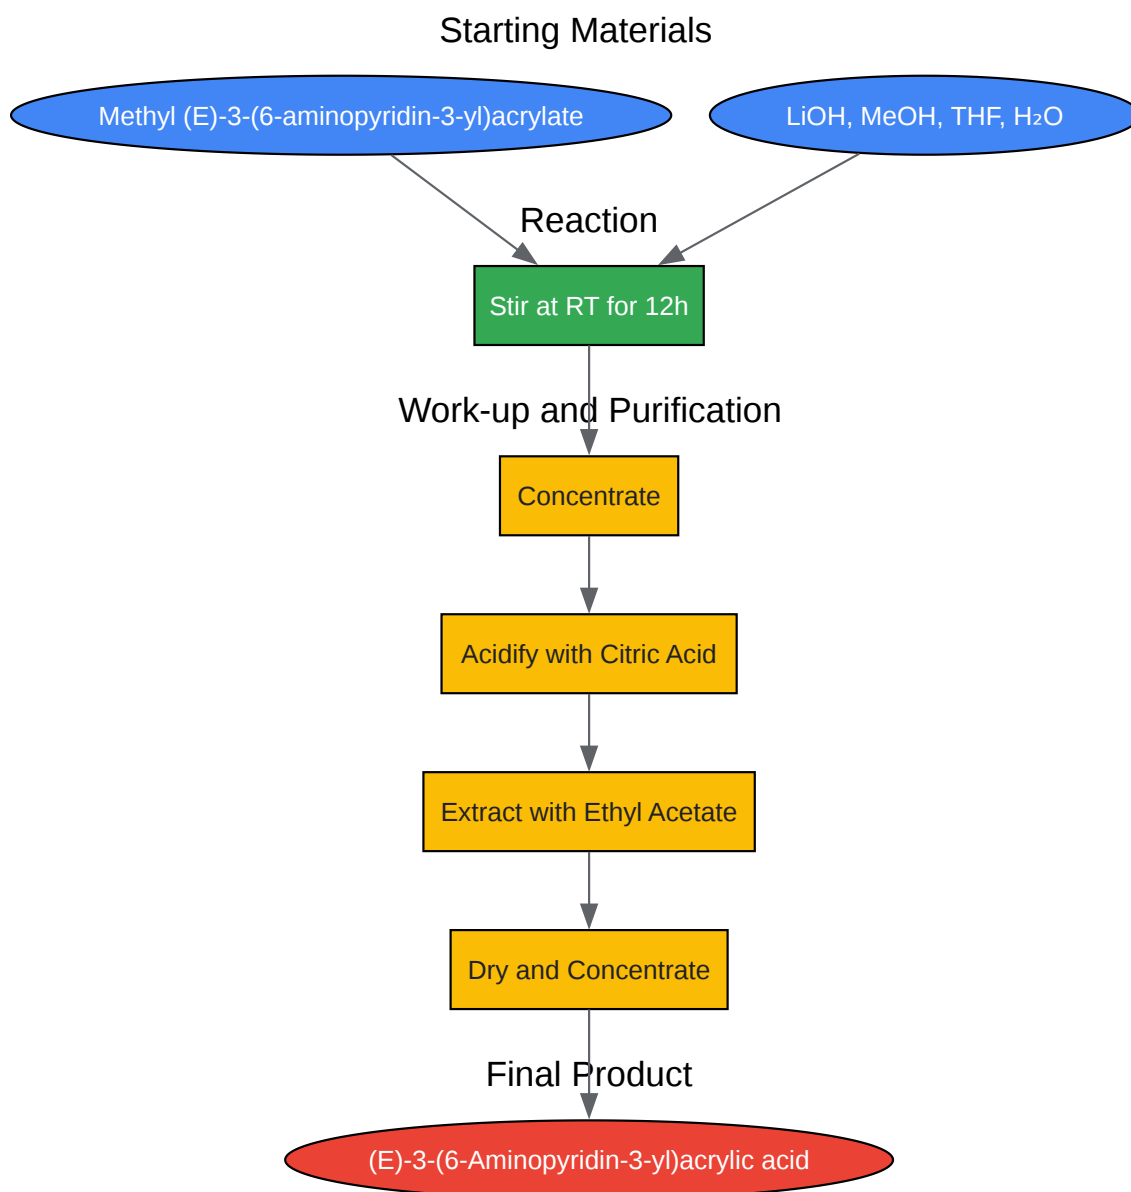 Starting Materials
Methyl (E)-3-(6-aminopyridin-3-yl)acrylate
LiOH, MeOH, THF, H₂O
Reaction
Stir at RT for 12h
Work-up and Purification
Concentrate
Acidify with Citric Acid
Extract with Ethyl Acetate
Dry and Concentrate
Final Product
(E)-3-(6-Aminopyridin-3-yl)acrylic acid